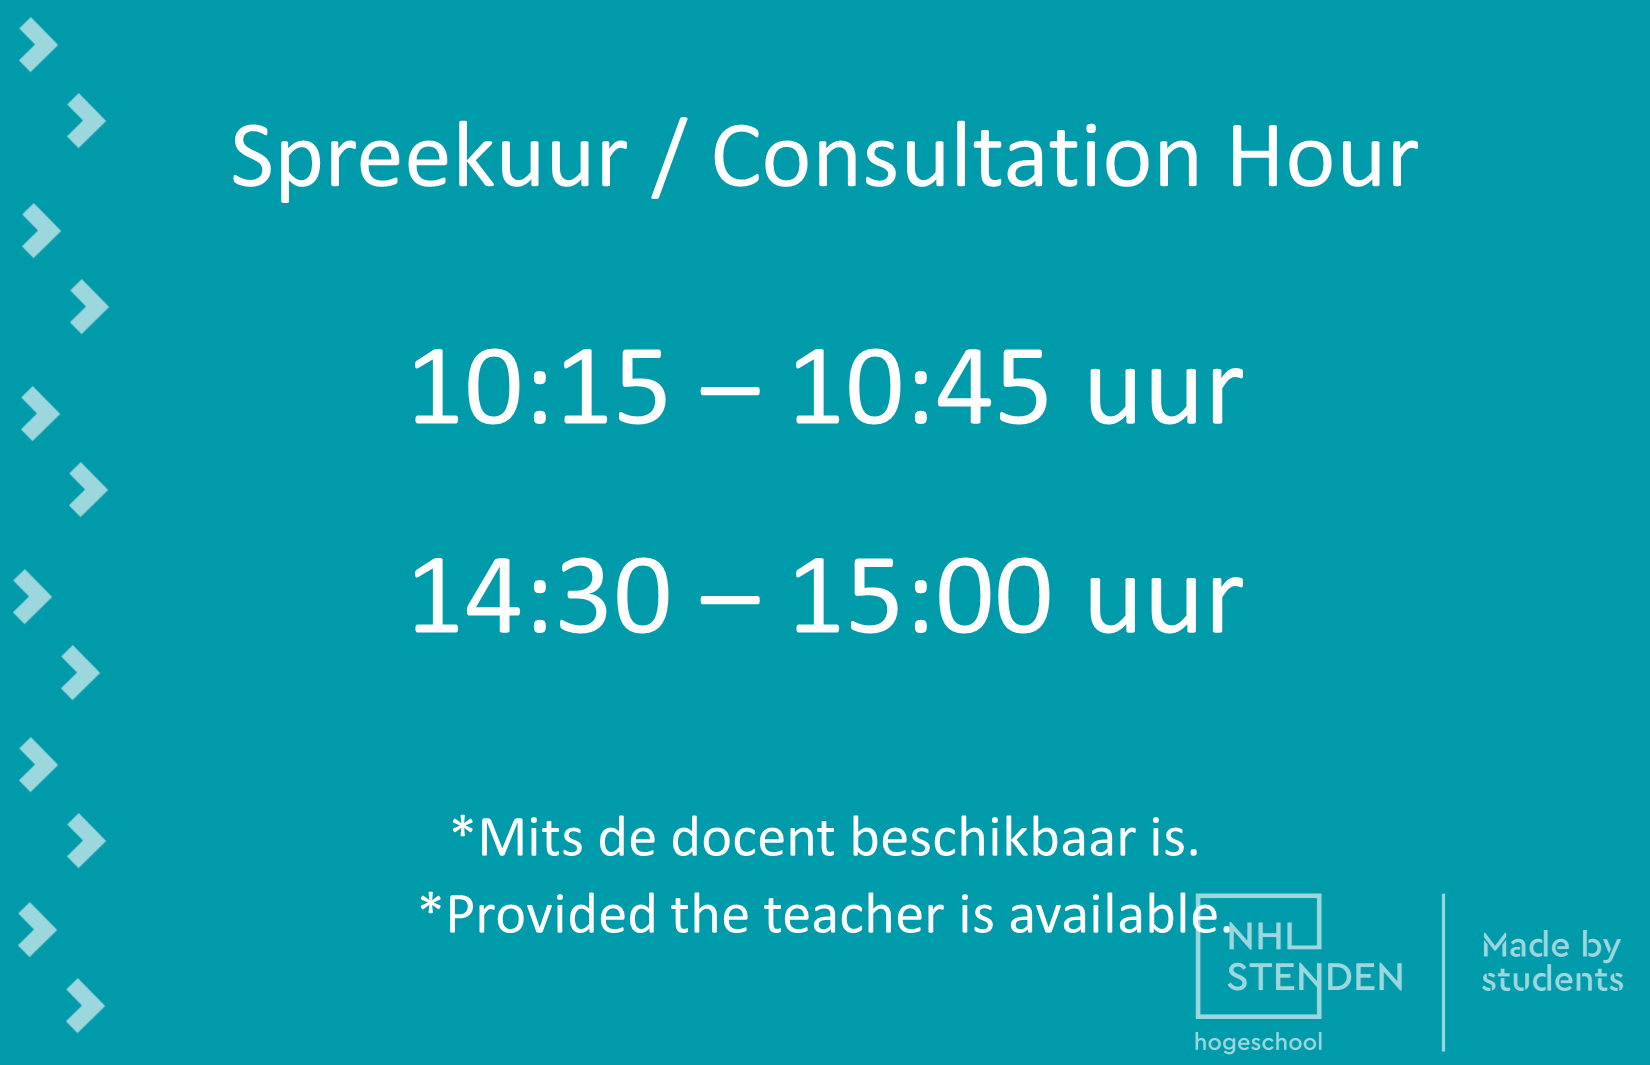 Spreekuur / Consultation Hour
10:15 – 10:45 uur
14:30 – 15:00 uur
*Mits de docent beschikbaar is.
*Provided the teacher is available.
NHL
STENDEN
hogeschool
Made by
students